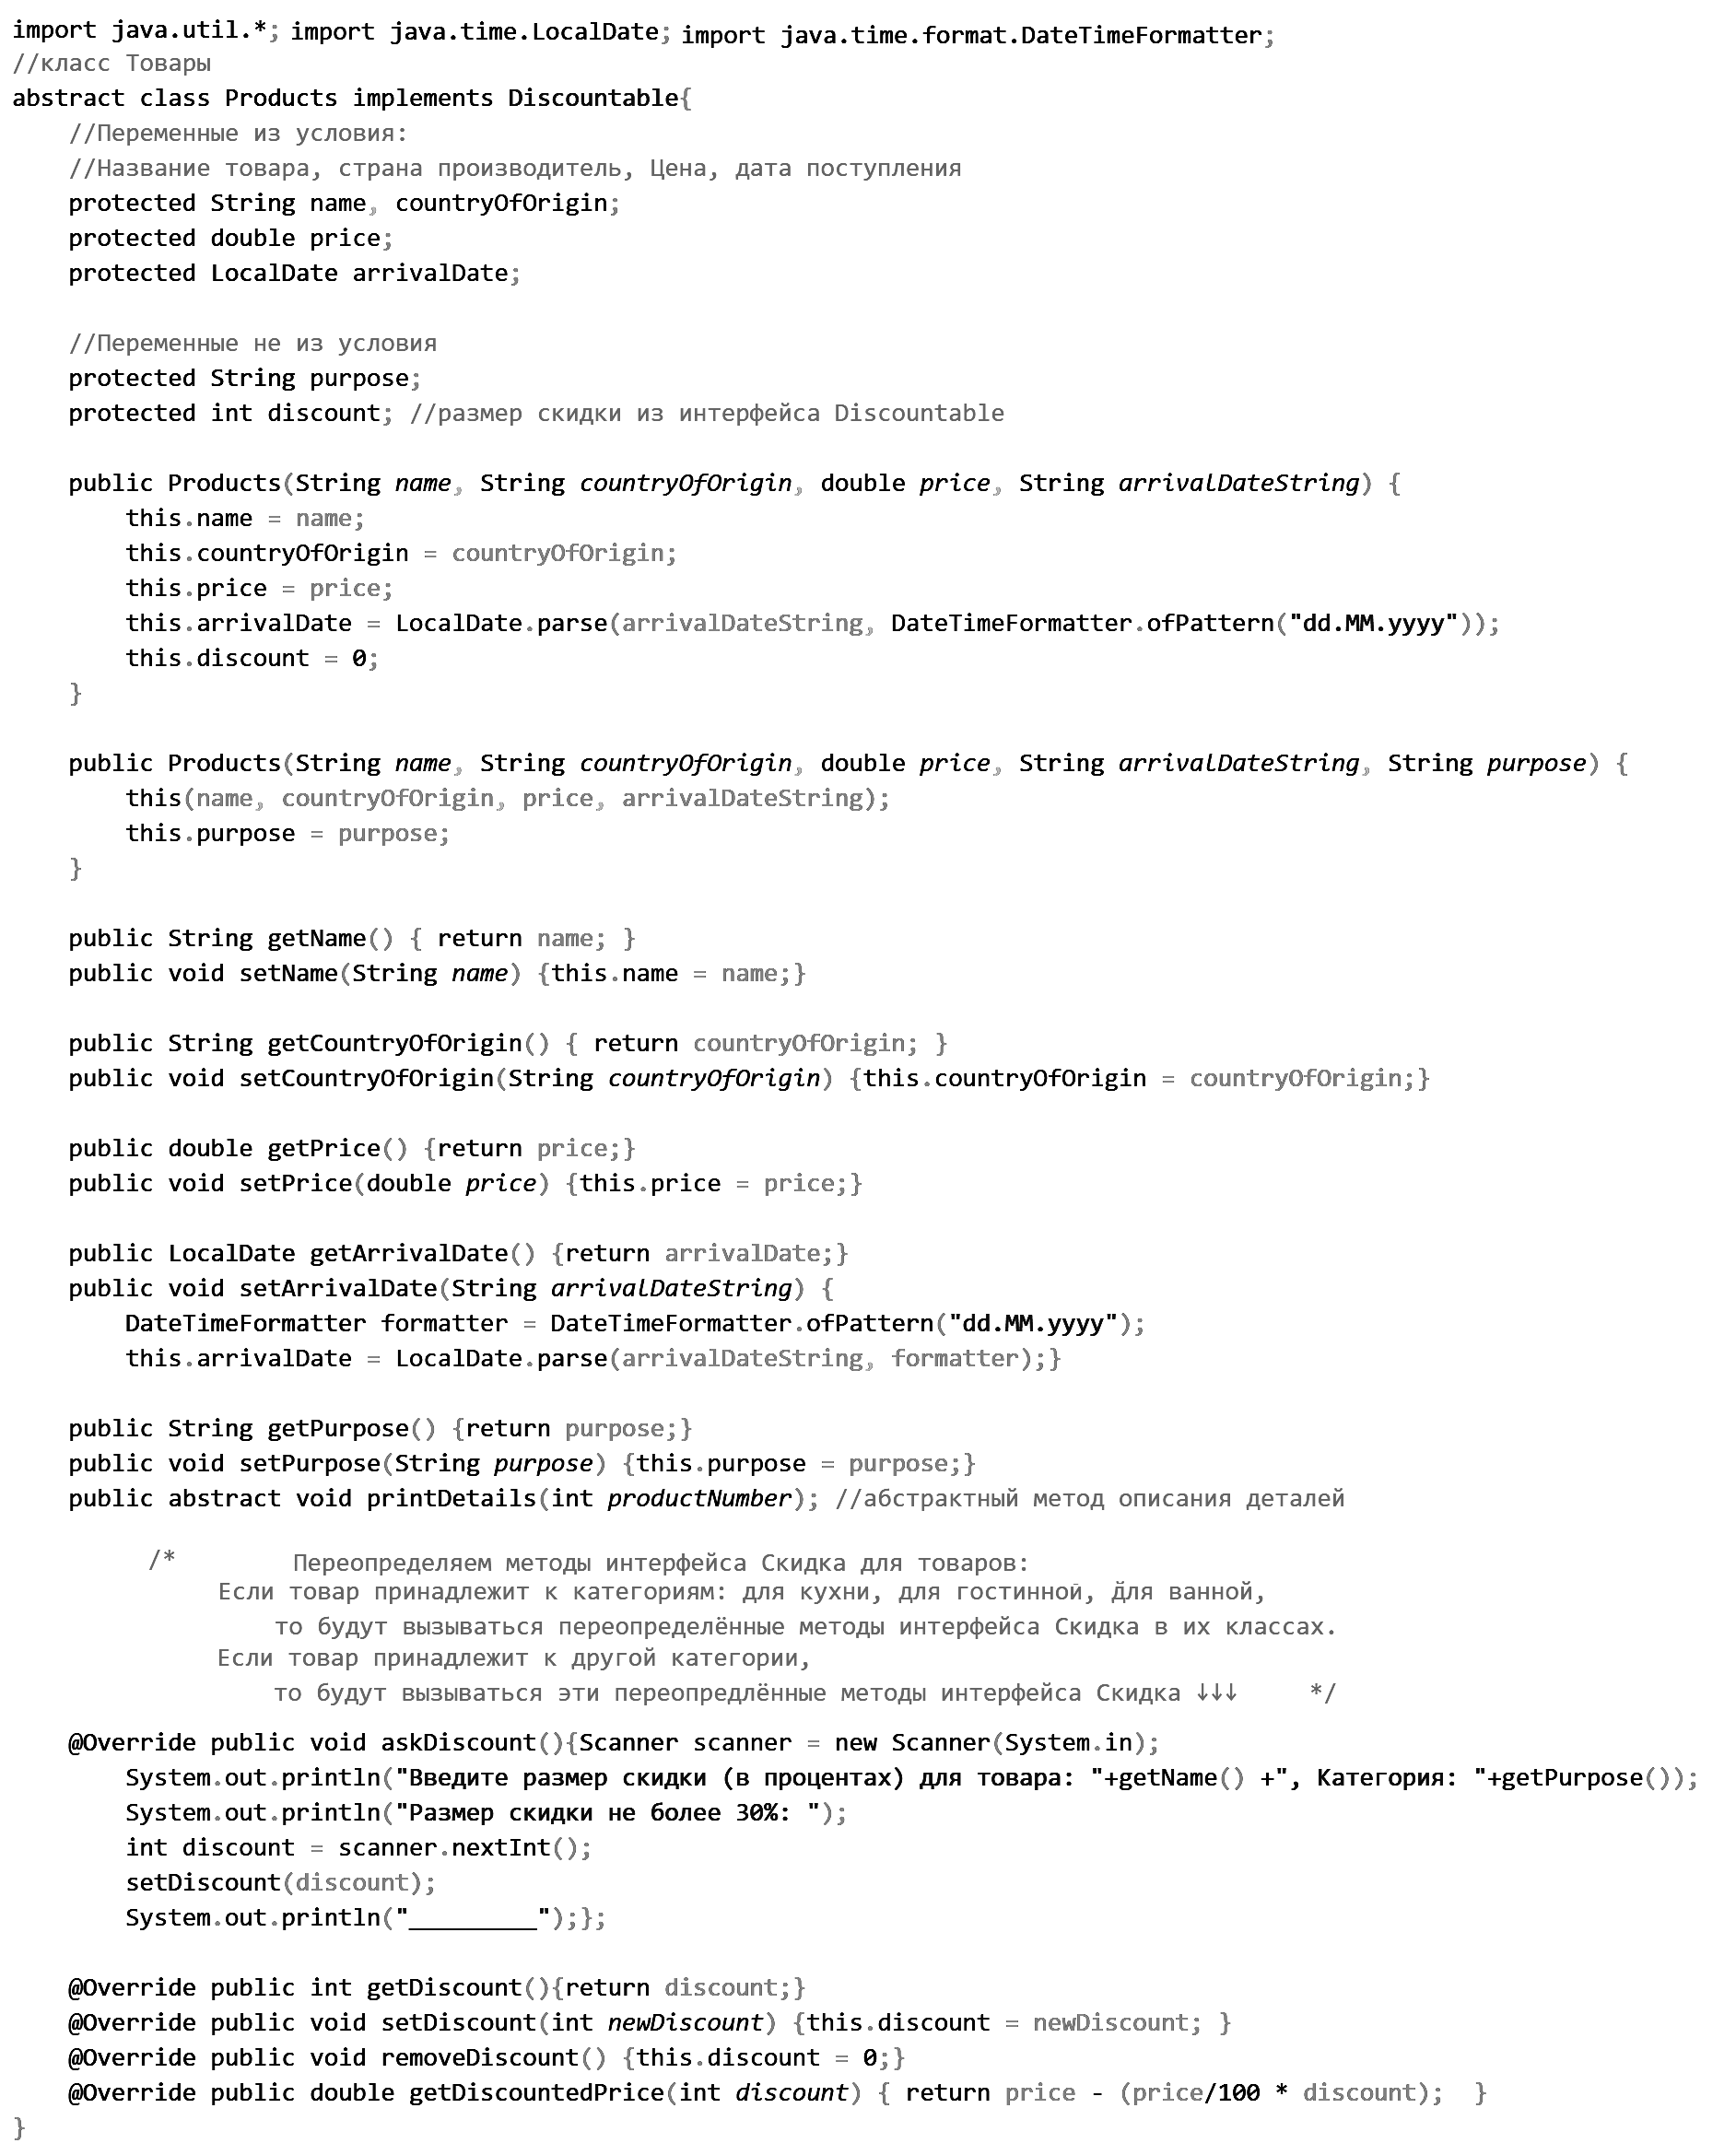 import java.util.*; import java.time.LocalDate; import java.time.format.DateTimeFormatter;
//класс Товары
abstract class Products implements Discountable{
    //Переменные из условия:
    //Название товара, страна производитель, Цена, дата поступления
    protected String name, countryOfOrigin;
    protected double price;
    protected LocalDate arrivalDate;

    //Переменные не из условия
    protected String purpose;
    protected int discount; //размер скидки из интерфейса Discountable

    public Products(String name, String countryOfOrigin, double price, String arrivalDateString) {
        this.name = name;
        this.countryOfOrigin = countryOfOrigin;
        this.price = price;
        this.arrivalDate = LocalDate.parse(arrivalDateString, DateTimeFormatter.ofPattern("dd.MM.yyyy"));
        this.discount = 0;
    }

    public Products(String name, String countryOfOrigin, double price, String arrivalDateString, String purpose) {
        this(name, countryOfOrigin, price, arrivalDateString);
        this.purpose = purpose;
    }

    public String getName() { return name; }
    public void setName(String name) {this.name = name;}

    public String getCountryOfOrigin() { return countryOfOrigin; }
    public void setCountryOfOrigin(String countryOfOrigin) {this.countryOfOrigin = countryOfOrigin;}

    public double getPrice() {return price;}
    public void setPrice(double price) {this.price = price;}

    public LocalDate getArrivalDate() {return arrivalDate;}
    public void setArrivalDate(String arrivalDateString) {
        DateTimeFormatter formatter = DateTimeFormatter.ofPattern("dd.MM.yyyy");
        this.arrivalDate = LocalDate.parse(arrivalDateString, formatter);}

    public String getPurpose() {return purpose;}
    public void setPurpose(String purpose) {this.purpose = purpose;}
    public abstract void printDetails(int productNumber); //абстрактный метод описания деталей

    /* Переопределяем методы интерфейса Скидка для товаров:
    Если товар принадлежит к категориям: для кухни, для гостинной, для ванной,
        то будут вызываться переопределённые методы интерфейса Скидка в их классах.
    Если товар принадлежит к другой категории,
        то будут вызываться эти переопредлённые методы интерфейса Скидка ↓↓↓ */
    @Override public void askDiscount(){Scanner scanner = new Scanner(System.in);
        System.out.println("Введите размер скидки (в процентах) для товара: "+getName() +", Категория: "+getPurpose());
        System.out.println("Размер скидки не более 30%: ");
        int discount = scanner.nextInt();
        setDiscount(discount);
        System.out.println("_________");};

    @Override public int getDiscount(){return discount;}
    @Override public void setDiscount(int newDiscount) {this.discount = newDiscount; }
    @Override public void removeDiscount() {this.discount = 0;}
    @Override public double getDiscountedPrice(int discount) { return price - (price/100 * discount);  }
}